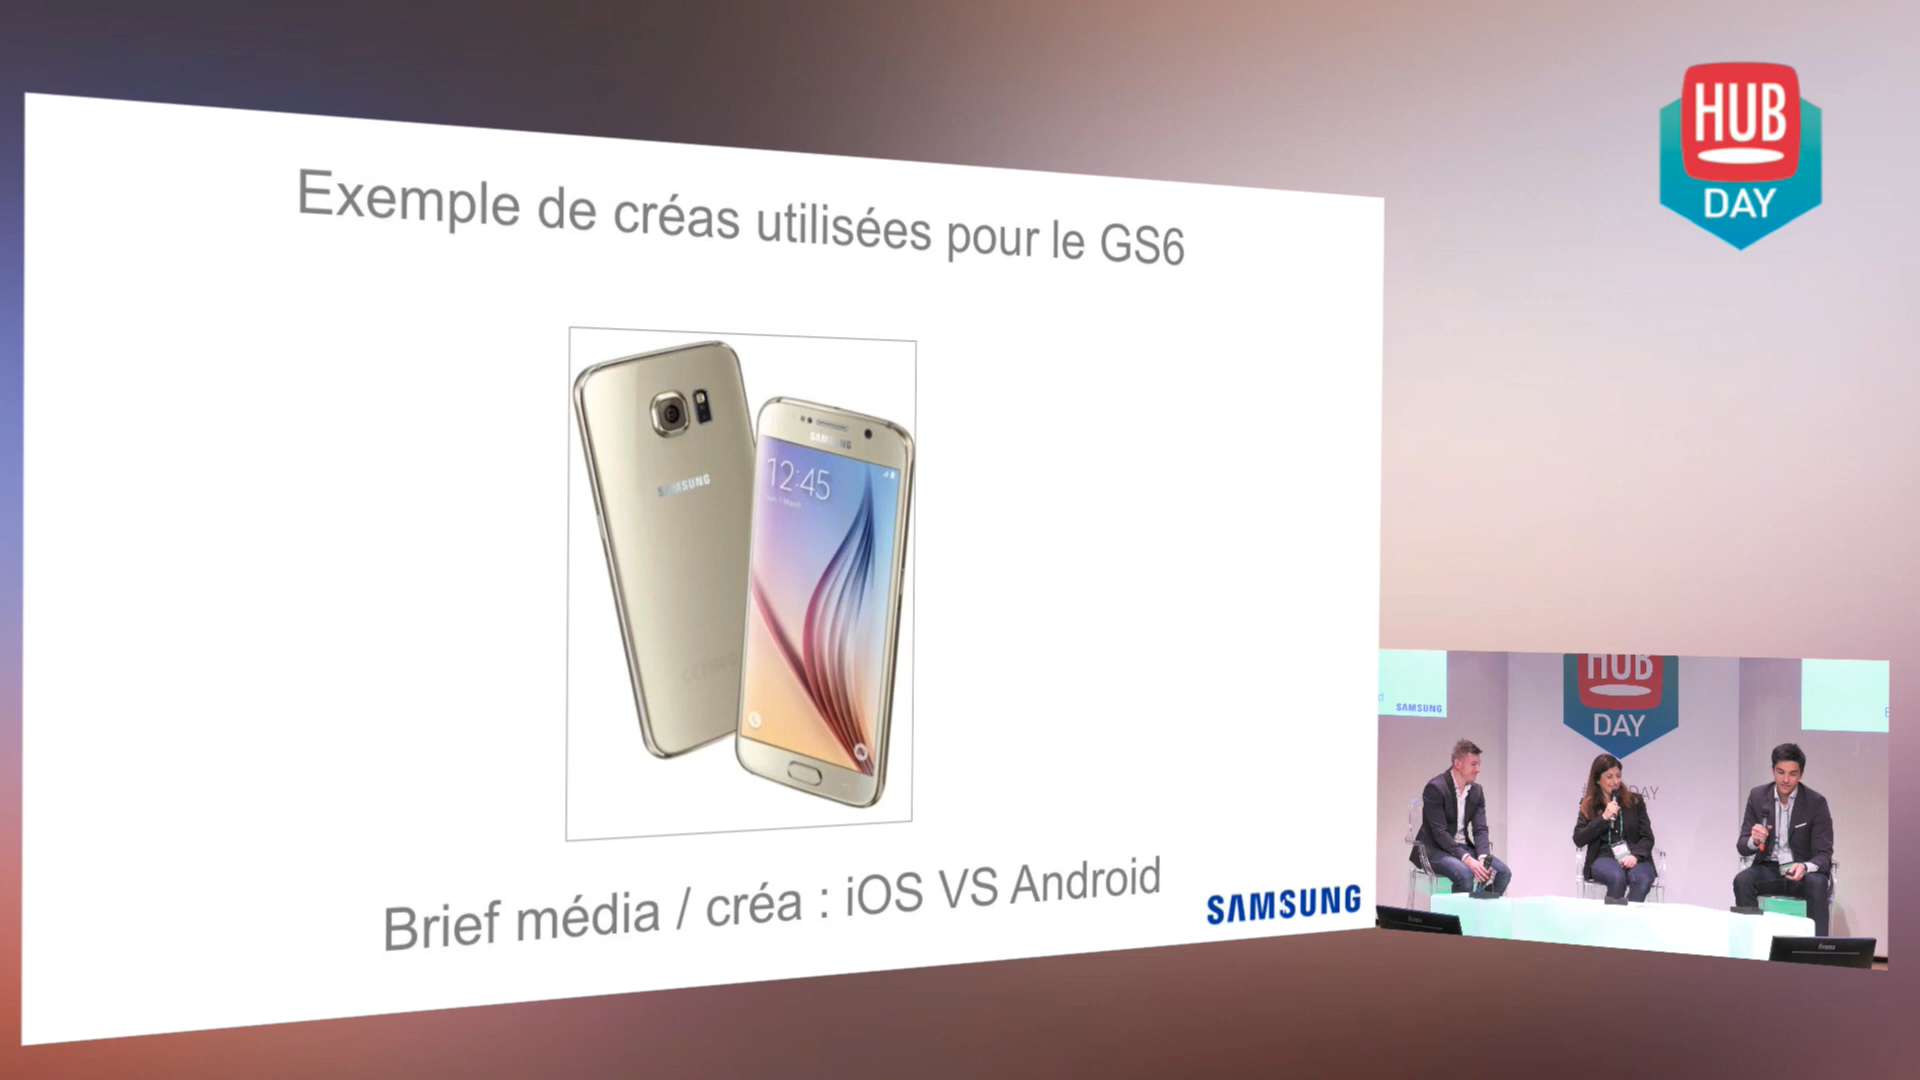 Exemple de créas utilisées pour le GS6
SAMSUNG
SAMSUNG
12:45
Brief média / créa : iOS VS Android
SAMSUNG
HUB
DAY
SAMSUNG
HUB
DAY